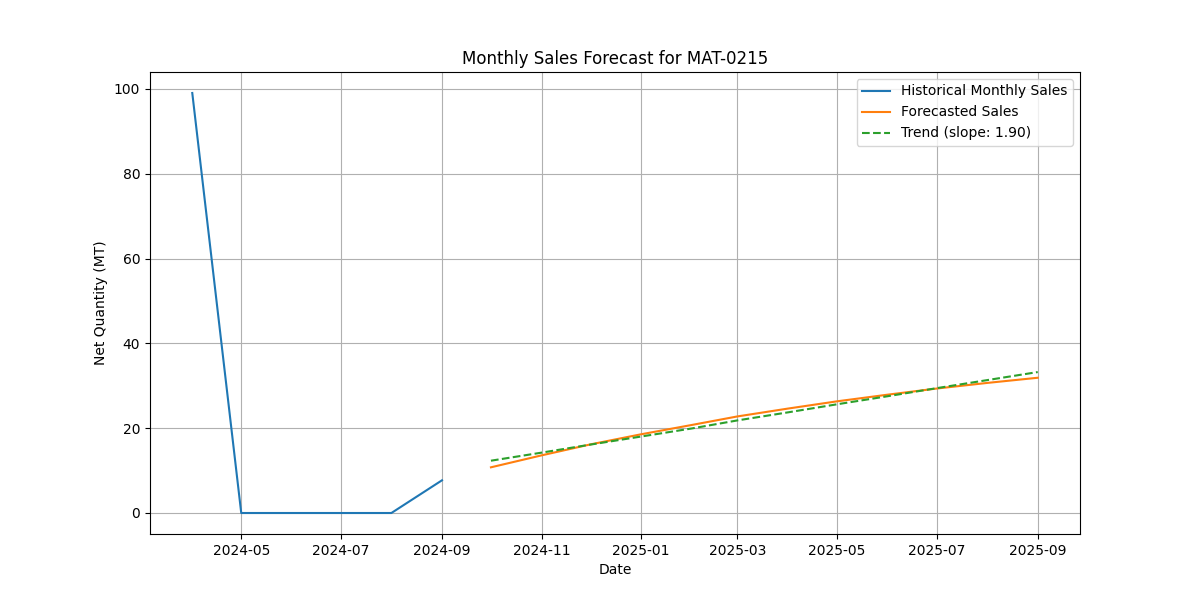 Monthly Sales Forecast for MAT-0215
Historical Monthly Sales
Forecasted Sales
Trend (slope: 1.90)
Net Quantity (MT)
100
80
60
40
20
0
2024-05 2024-07 2024-09 2024-11 2025-01 2025-03 2025-05 2025-07 2025-09
Date